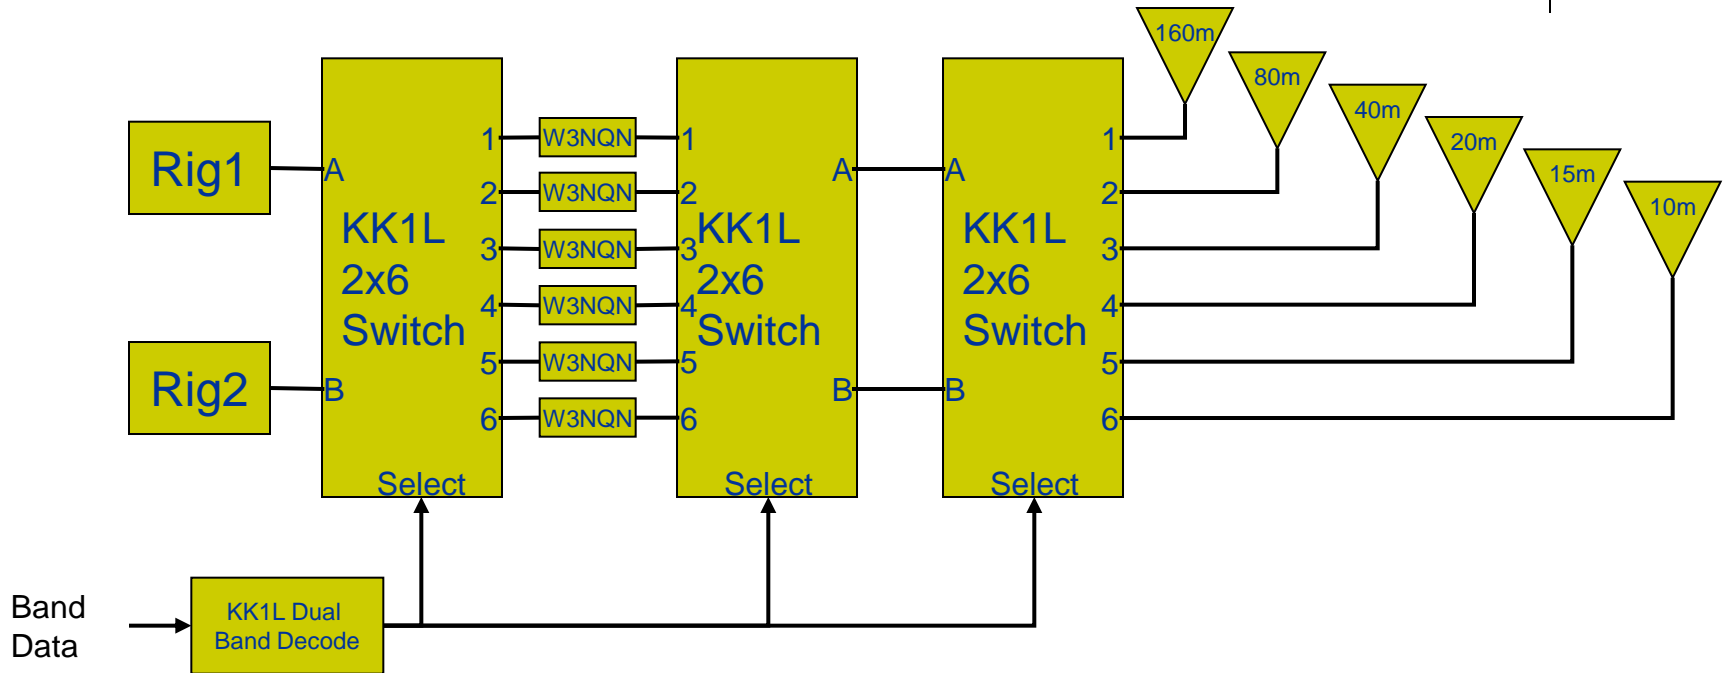 160m
80m
40m
20m
15m
10m
Rig1
Rig2
A
B
KK1L
2x6
Switch
1
2
3
4
5
6
Select
W3NQN
W3NQN
W3NQN
W3NQN
W3NQN
W3NQN
1
2
3
4
5
6
KK1L
2x6
Switch
A
B
Select
A
B
KK1L
2x6
Switch
1
2
3
4
5
6
Select
Band
Data
KK1L Dual
Band Decode